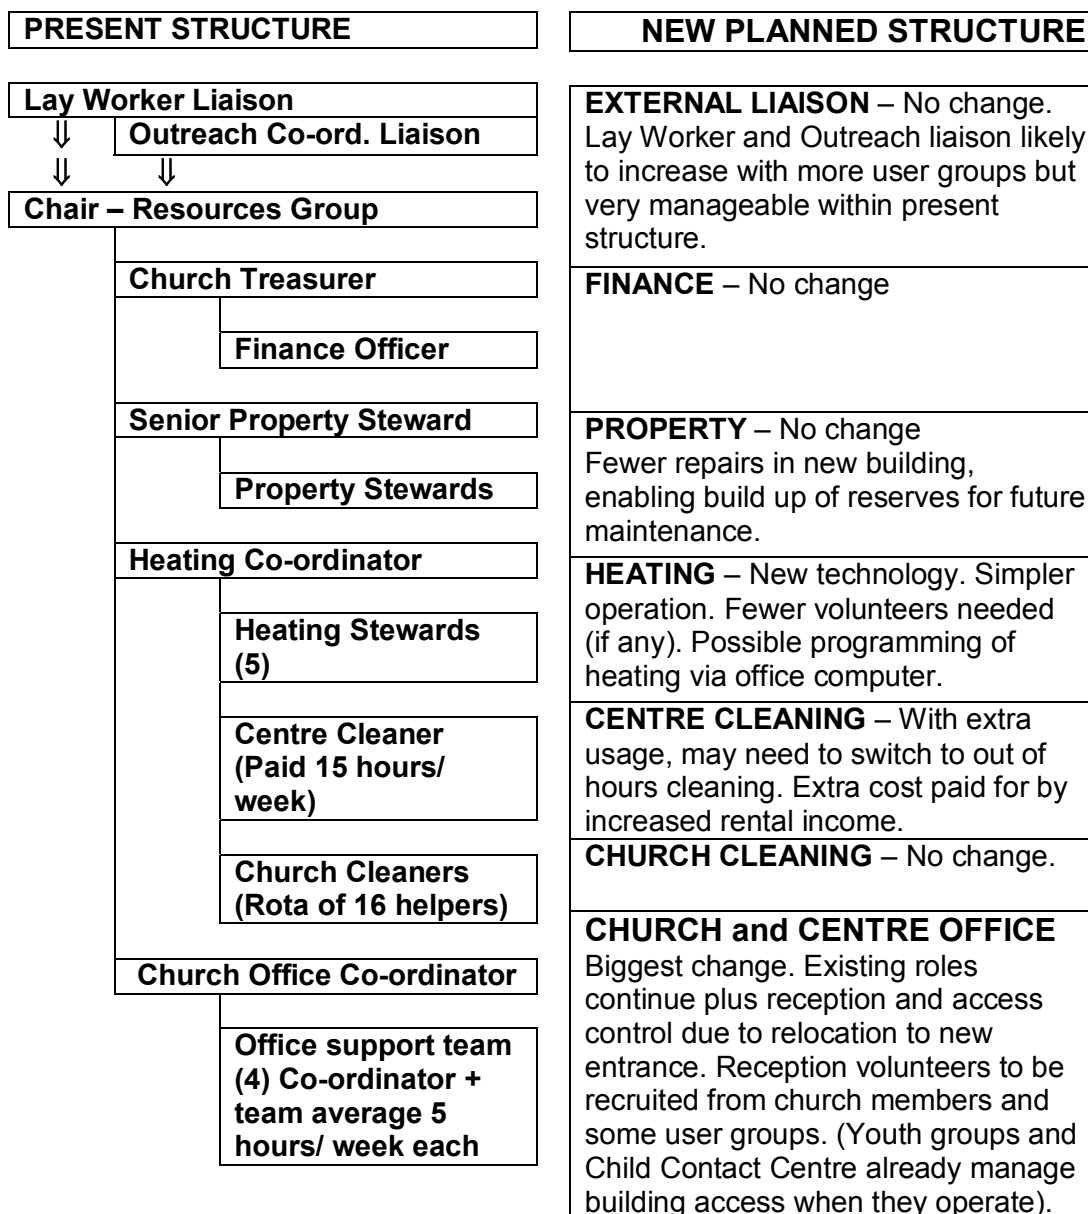 PRESENT STRUCTURE
Lay Worker Liaison
⇓ Outreach Co-ord. Liaison
⇓ ⇓
Chair – Resources Group
Church Treasurer
Finance Officer
Senior Property Steward
Property Stewards
Heating Co-ordinator
Heating Stewards
(5)
Centre Cleaner
(Paid 15 hours/
week)
Church Cleaners
(Rota of 16 helpers)
Church Office Co-ordinator
Office support team
(4) Co-ordinator +
team average 5
hours/ week each
NEW PLANNED STRUCTURE
EXTERNAL LIAISON – No change.
Lay Worker and Outreach liaison likely
to increase with more user groups but
very manageable within present
structure.
FINANCE – No change
PROPERTY – No change
Fewer repairs in new building,
enabling build up of reserves for future
maintenance.
HEATING – New technology. Simpler
operation. Fewer volunteers needed
(if any). Possible programming of
heating via office computer.
CENTRE CLEANING – With extra
usage, may need to switch to out of
hours cleaning. Extra cost paid for by
increased rental income.
CHURCH CLEANING – No change.
CHURCH and CENTRE OFFICE
Biggest change. Existing roles
continue plus reception and access
control due to relocation to new
entrance. Reception volunteers to be
recruited from church members and
some user groups. (Youth groups and
Child Contact Centre already manage
building access when they operate).